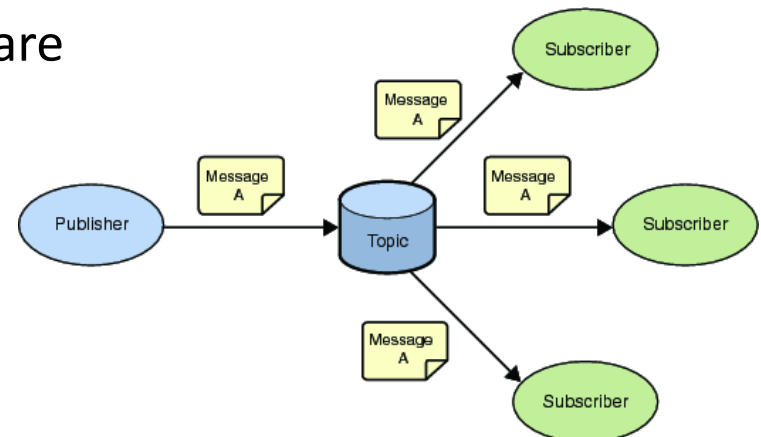 are
Subscriber
Message
A
Message
A
Message
A
Publisher
Topic
Subscriber
Message
A
Subscriber